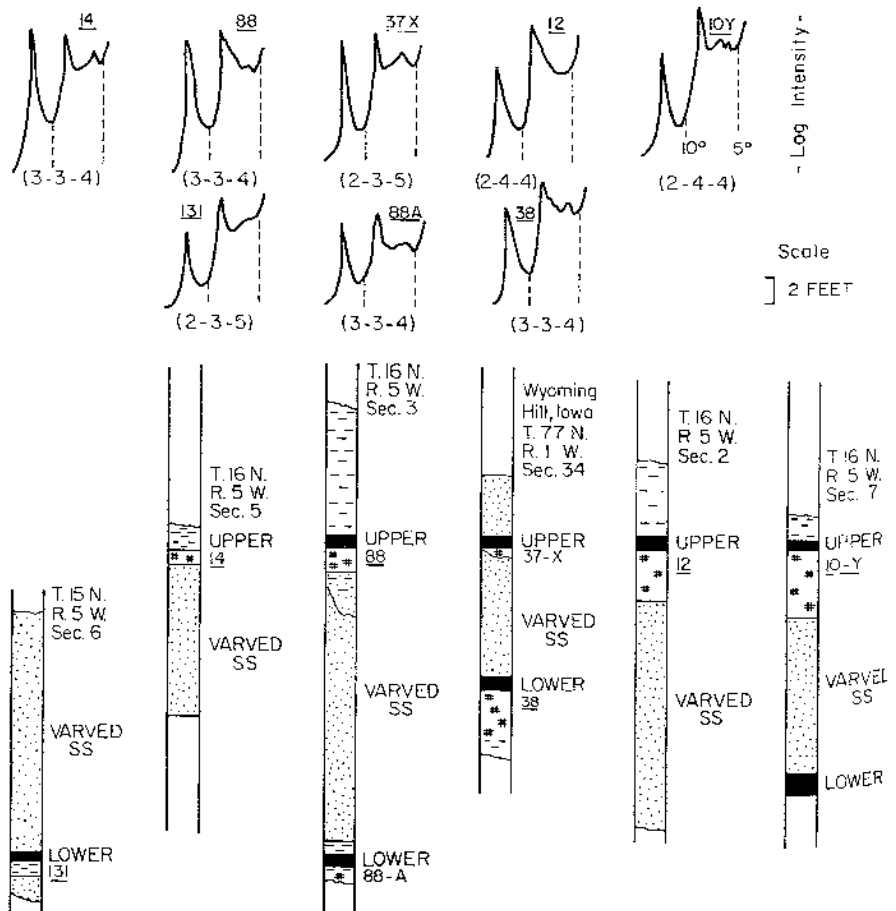 14
88
37X
12
10Y
- Log Intensity -
10° 5°
(3-3-4)
(3-3-4)
(2-3-5)
(2-4-4)
(2-4-4)
131
88A
38
(2-3-5)
(3-3-4)
(3-3-4)
Scale
2 FEET
T. 15 N.
R. 5 W.
Sec. 6
VARVED
SS
LOWER
131
T. 16 N.
R. 5 W.
Sec. 5
UPPER
14
VARVED
SS
T. 16 N.
R. 5 W.
Sec. 3
UPPER
88
VARVED
SS
LOWER
88-A
Wyoming
Hill, Iowa
T. 77 N.
R. 1 W.
Sec. 34
UPPER
37-X
VARVED
SS
LOWER
38
T. 16 N.
R 5 W.
Sec. 2
UPPER
12
VARVED
SS
T. 16 N.
R. 5 W.
Sec. 7
UPPER
10-Y
VARVED
SS
LOWER